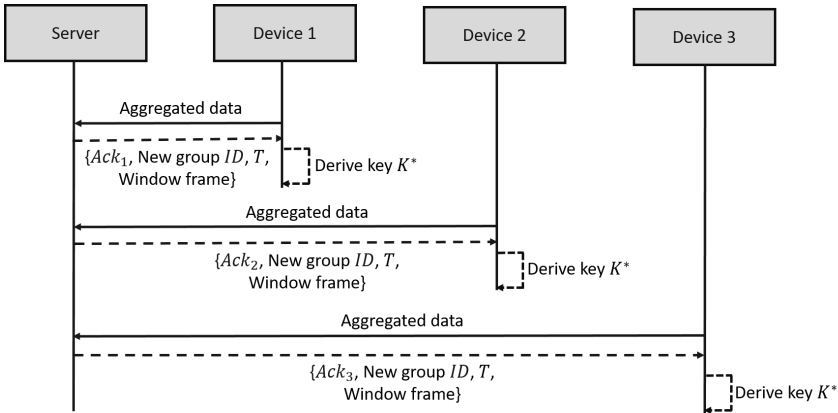 Server
Device 1
Device 2
Device 3
Aggregated data
{Ack₁, New group ID, T,
Window frame}
Derive key K*
Aggregated data
{Ack₂, New group ID, T,
Window frame}
Derive key K*
Aggregated data
{Ack₃, New group ID, T,
Window frame}
Derive key K*